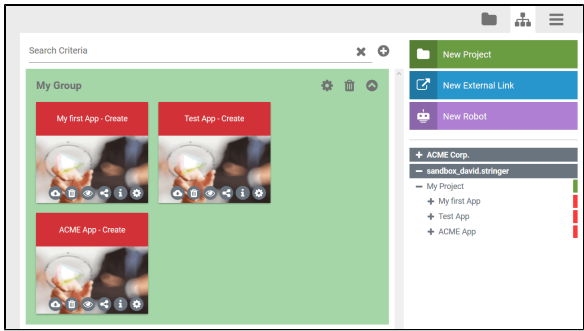 Search Criteria
New Project
My Group
New External Link
My first App - Create
Test App - Create
New Robot
ACME Corp.
sandbox_david.stringer
My Project
My first App
Test App
ACME App
ACME App - Create